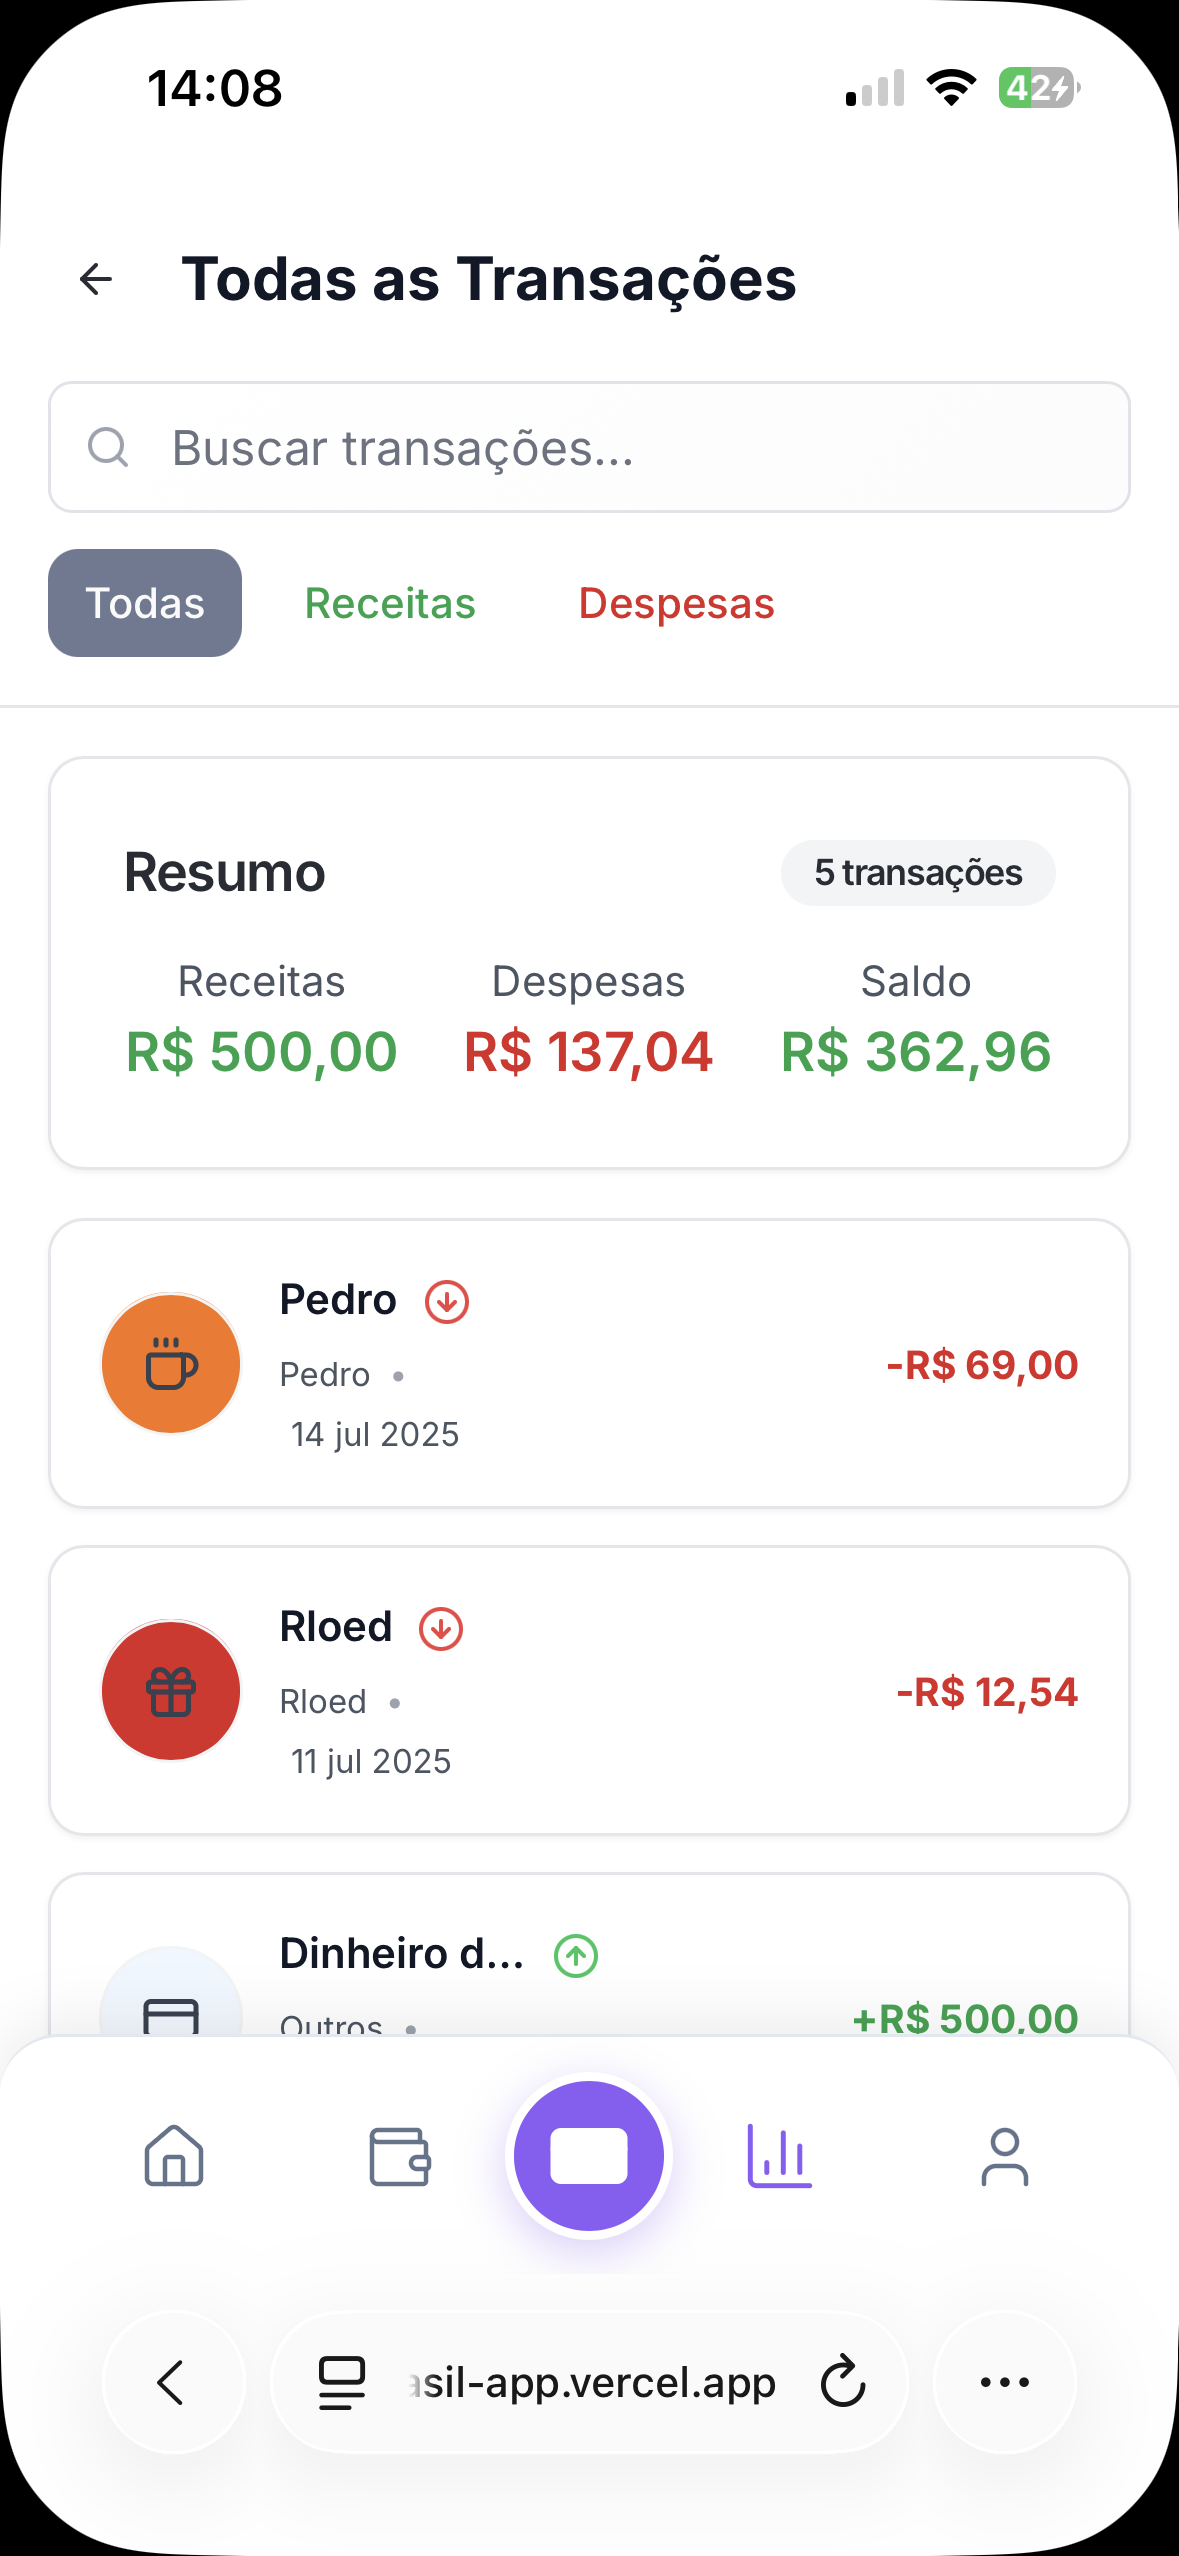 14:08
42
Todas as Transações
Buscar transações...
Todas Receitas Despesas
Resumo 5 transações
Receitas Despesas Saldo
R$ 500,00 R$ 137,04 R$ 362,96
Pedro
Pedro •
-R$ 69,00
14 jul 2025
Rloed
Rloed •
-R$ 12,54
11 jul 2025
Dinheiro d...
Outros •
+R$ 500,00
asil-app.vercel.app